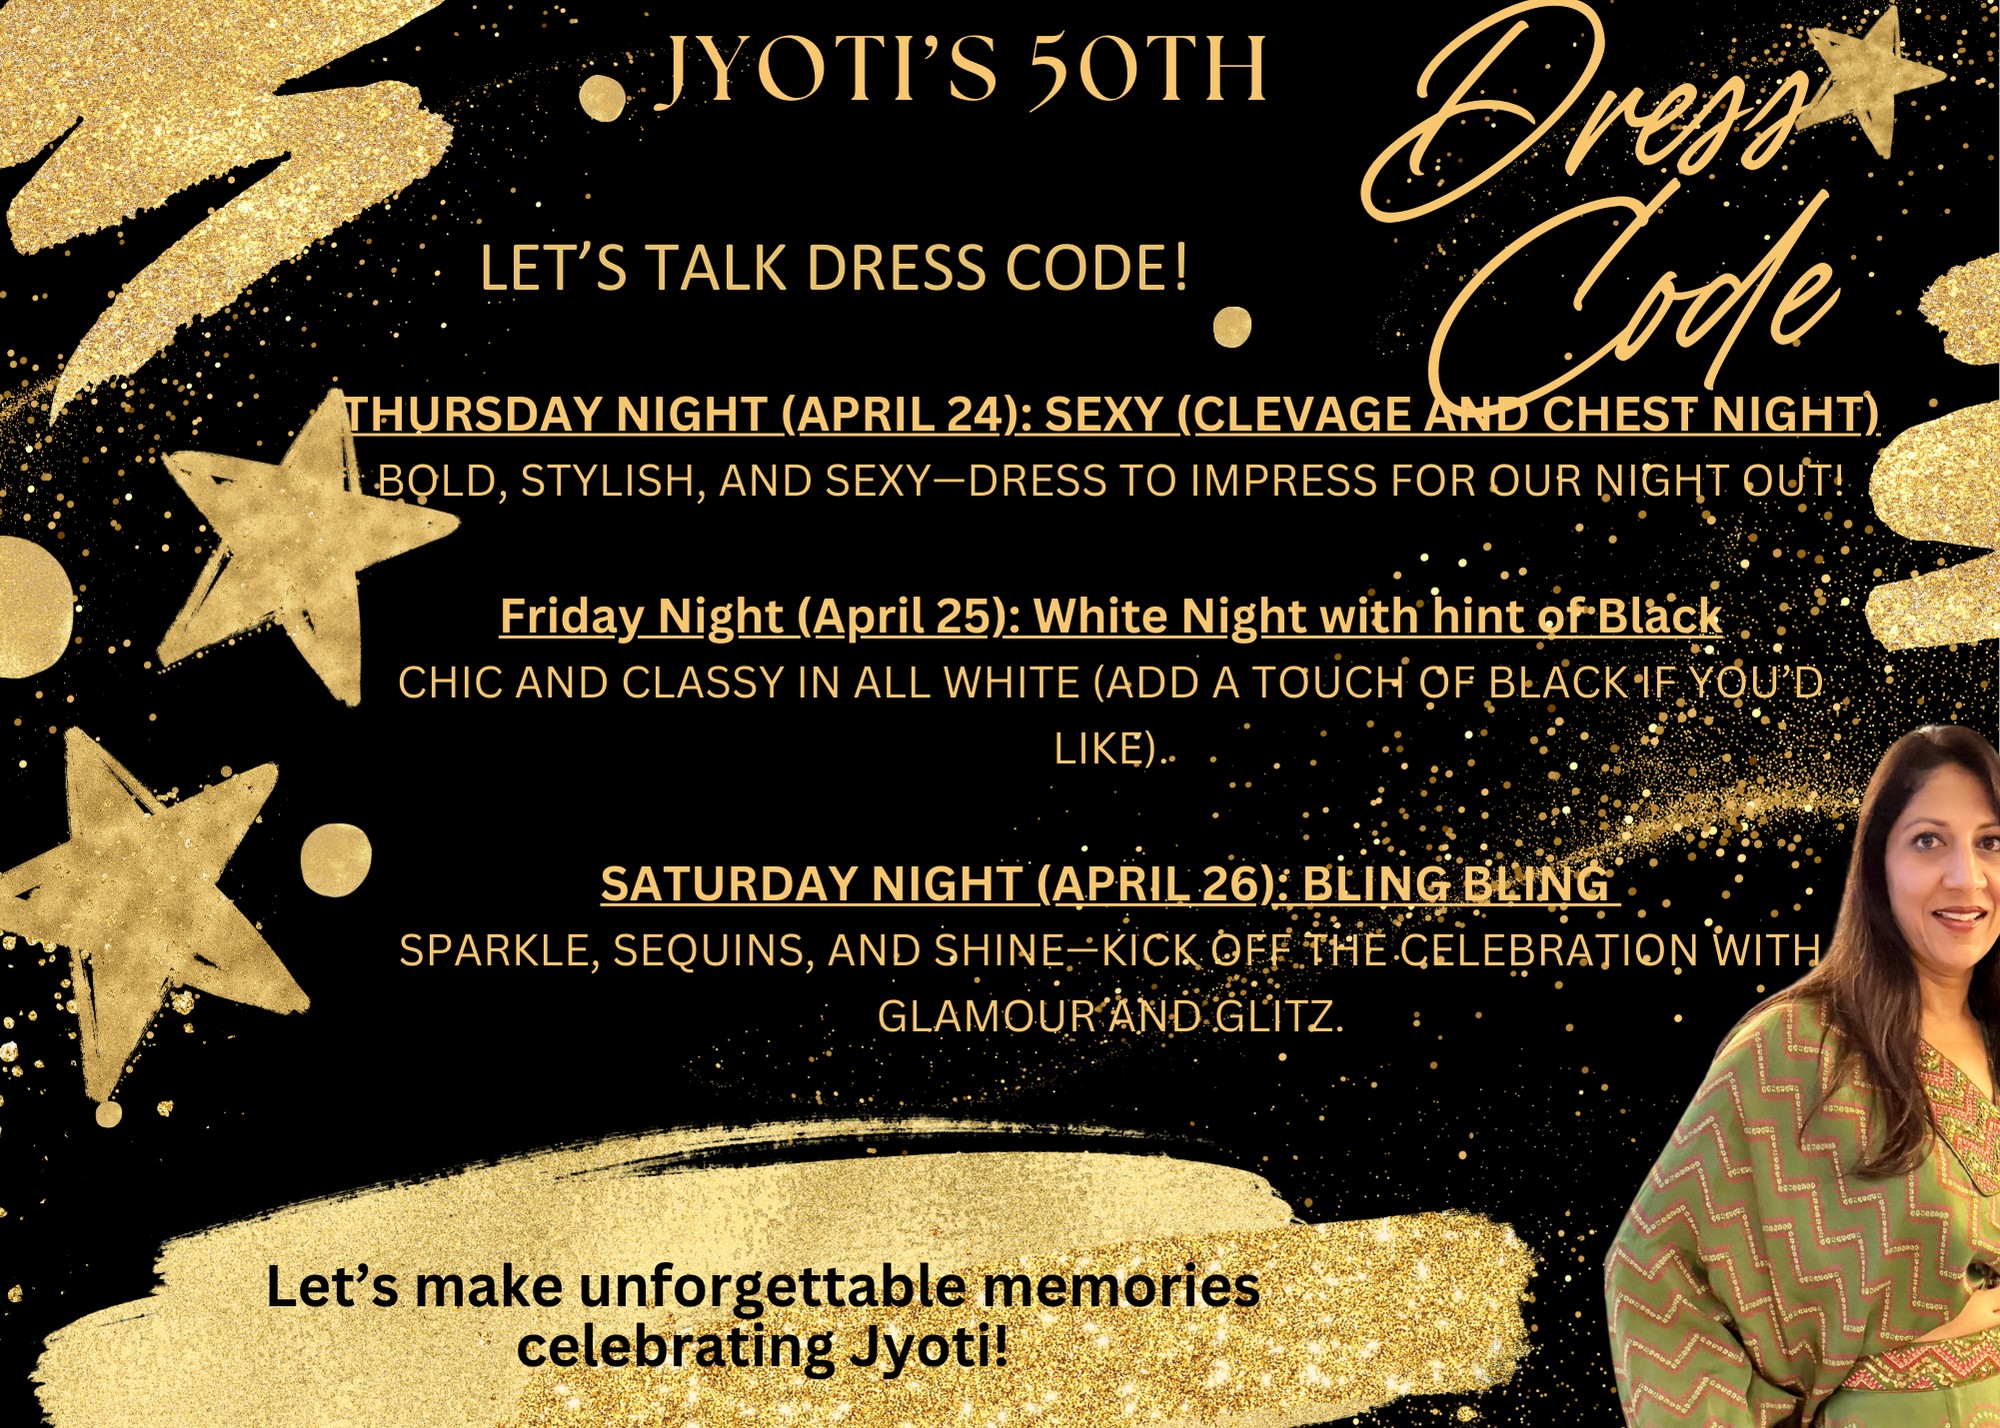 JYOTI'S 50TH
Dress
Code
LET'S TALK DRESS CODE!
THURSDAY NIGHT (APRIL 24): SEXY (CLEVAGE AND CHEST NIGHT)
BOLD, STYLISH, AND SEXY—DRESS TO IMPRESS FOR OUR NIGHT OUT!
Friday Night (April 25): White Night with hint of Black
CHIC AND CLASSY IN ALL WHITE (ADD A TOUCH OF BLACK IF YOU'D
LIKE).
SATURDAY NIGHT (APRIL 26): BLING BLING
SPARKLE, SEQUINS, AND SHINE—KICK OFF THE CELEBRATION WITH
GLAMOUR AND GLITZ.
Let's make unforgettable memories
celebrating Jyoti!